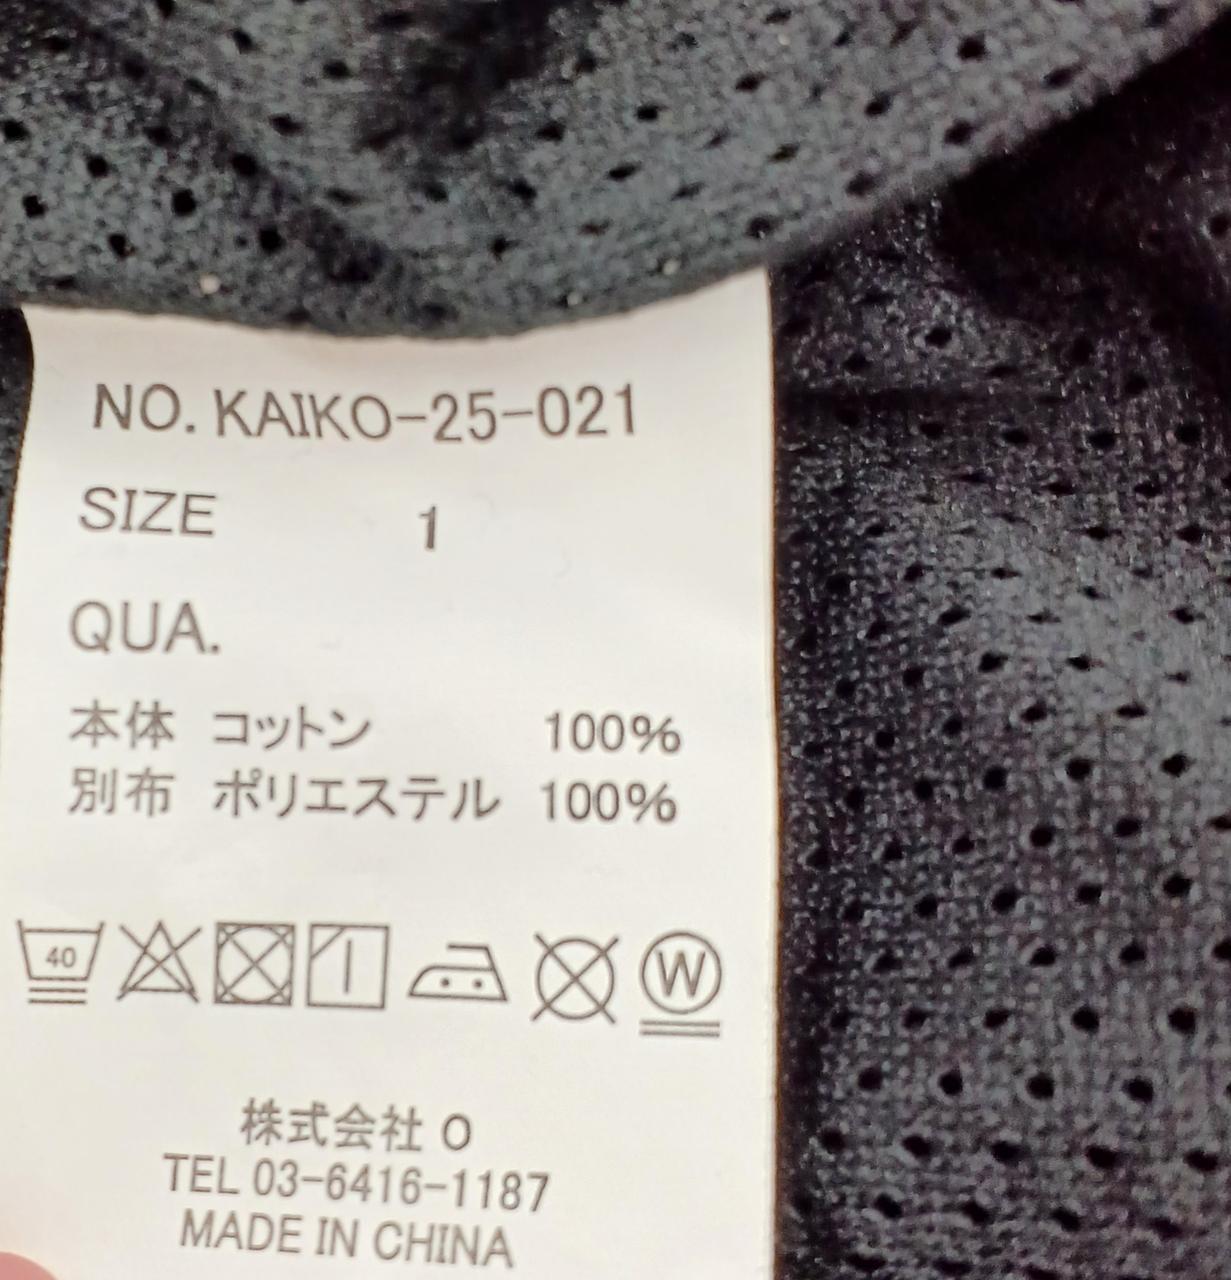 NO. KAIKO-25-021
SIZE 1
QUA.
本体 コットン 100%
別布 ポリエステル 100%
40
W
株式会社 O
TEL 03-6416-1187
MADE IN CHINA